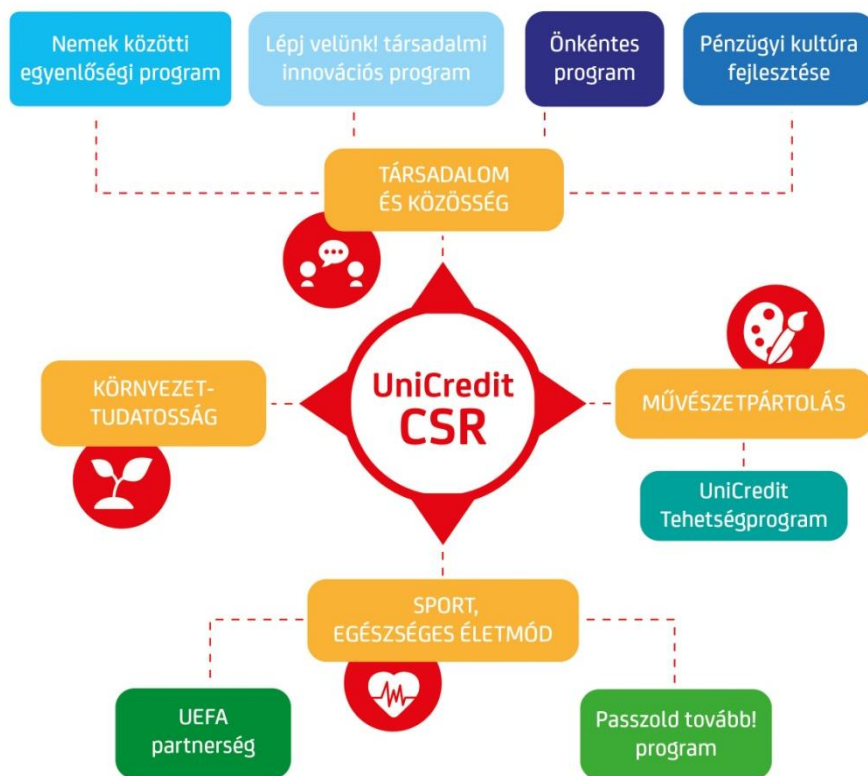 Nemek közötti
egyenlőségi program
Lépj velünk! társadalmi
innovációs program
Önkéntes
program
Pénzügyi kultúra
fejlesztése
TÁRSADALOM
ÉS KÖZÖSSÉG
KÖRNYEZET-
TUDATOSSÁG
UniCredit
CSR
MŰVÉSZETPÁRTOLÁS
UniCredit
Tehetségprogram
SPORT,
EGÉSZSÉGES ÉLETMÓD
UEFA
partnerség
Passzold tovább!
program